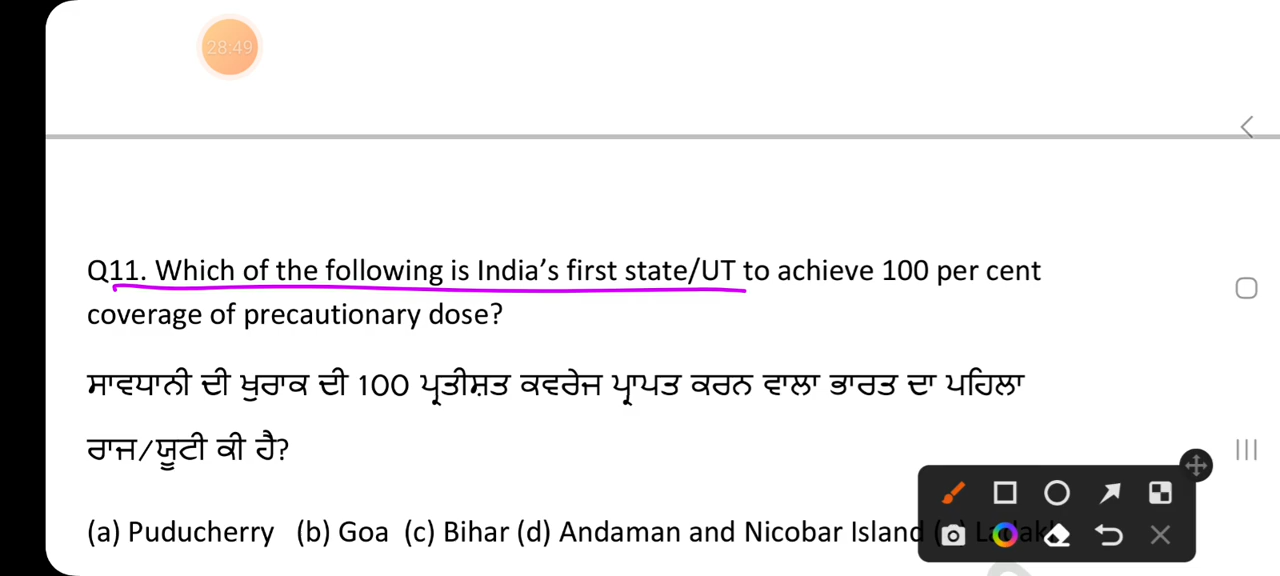 28:49
Q11. Which of the following is India's first state/UT to achieve 100 per cent
coverage of precautionary dose?
ਸਾਵਧਾਨੀ ਦੀ ਖੁਰਾਕ ਦੀ 100 ਪ੍ਰਤੀਸ਼ਤ ਕਵਰੇਜ ਪ੍ਰਾਪਤ ਕਰਨ ਵਾਲਾ ਭਾਰਤ ਦਾ ਪਹਿਲਾ
ਰਾਜ/ਯੂਟੀ ਕੀ ਹੈ?
(a) Puducherry (b) Goa (c) Bihar (d) Andaman and Nicobar Island